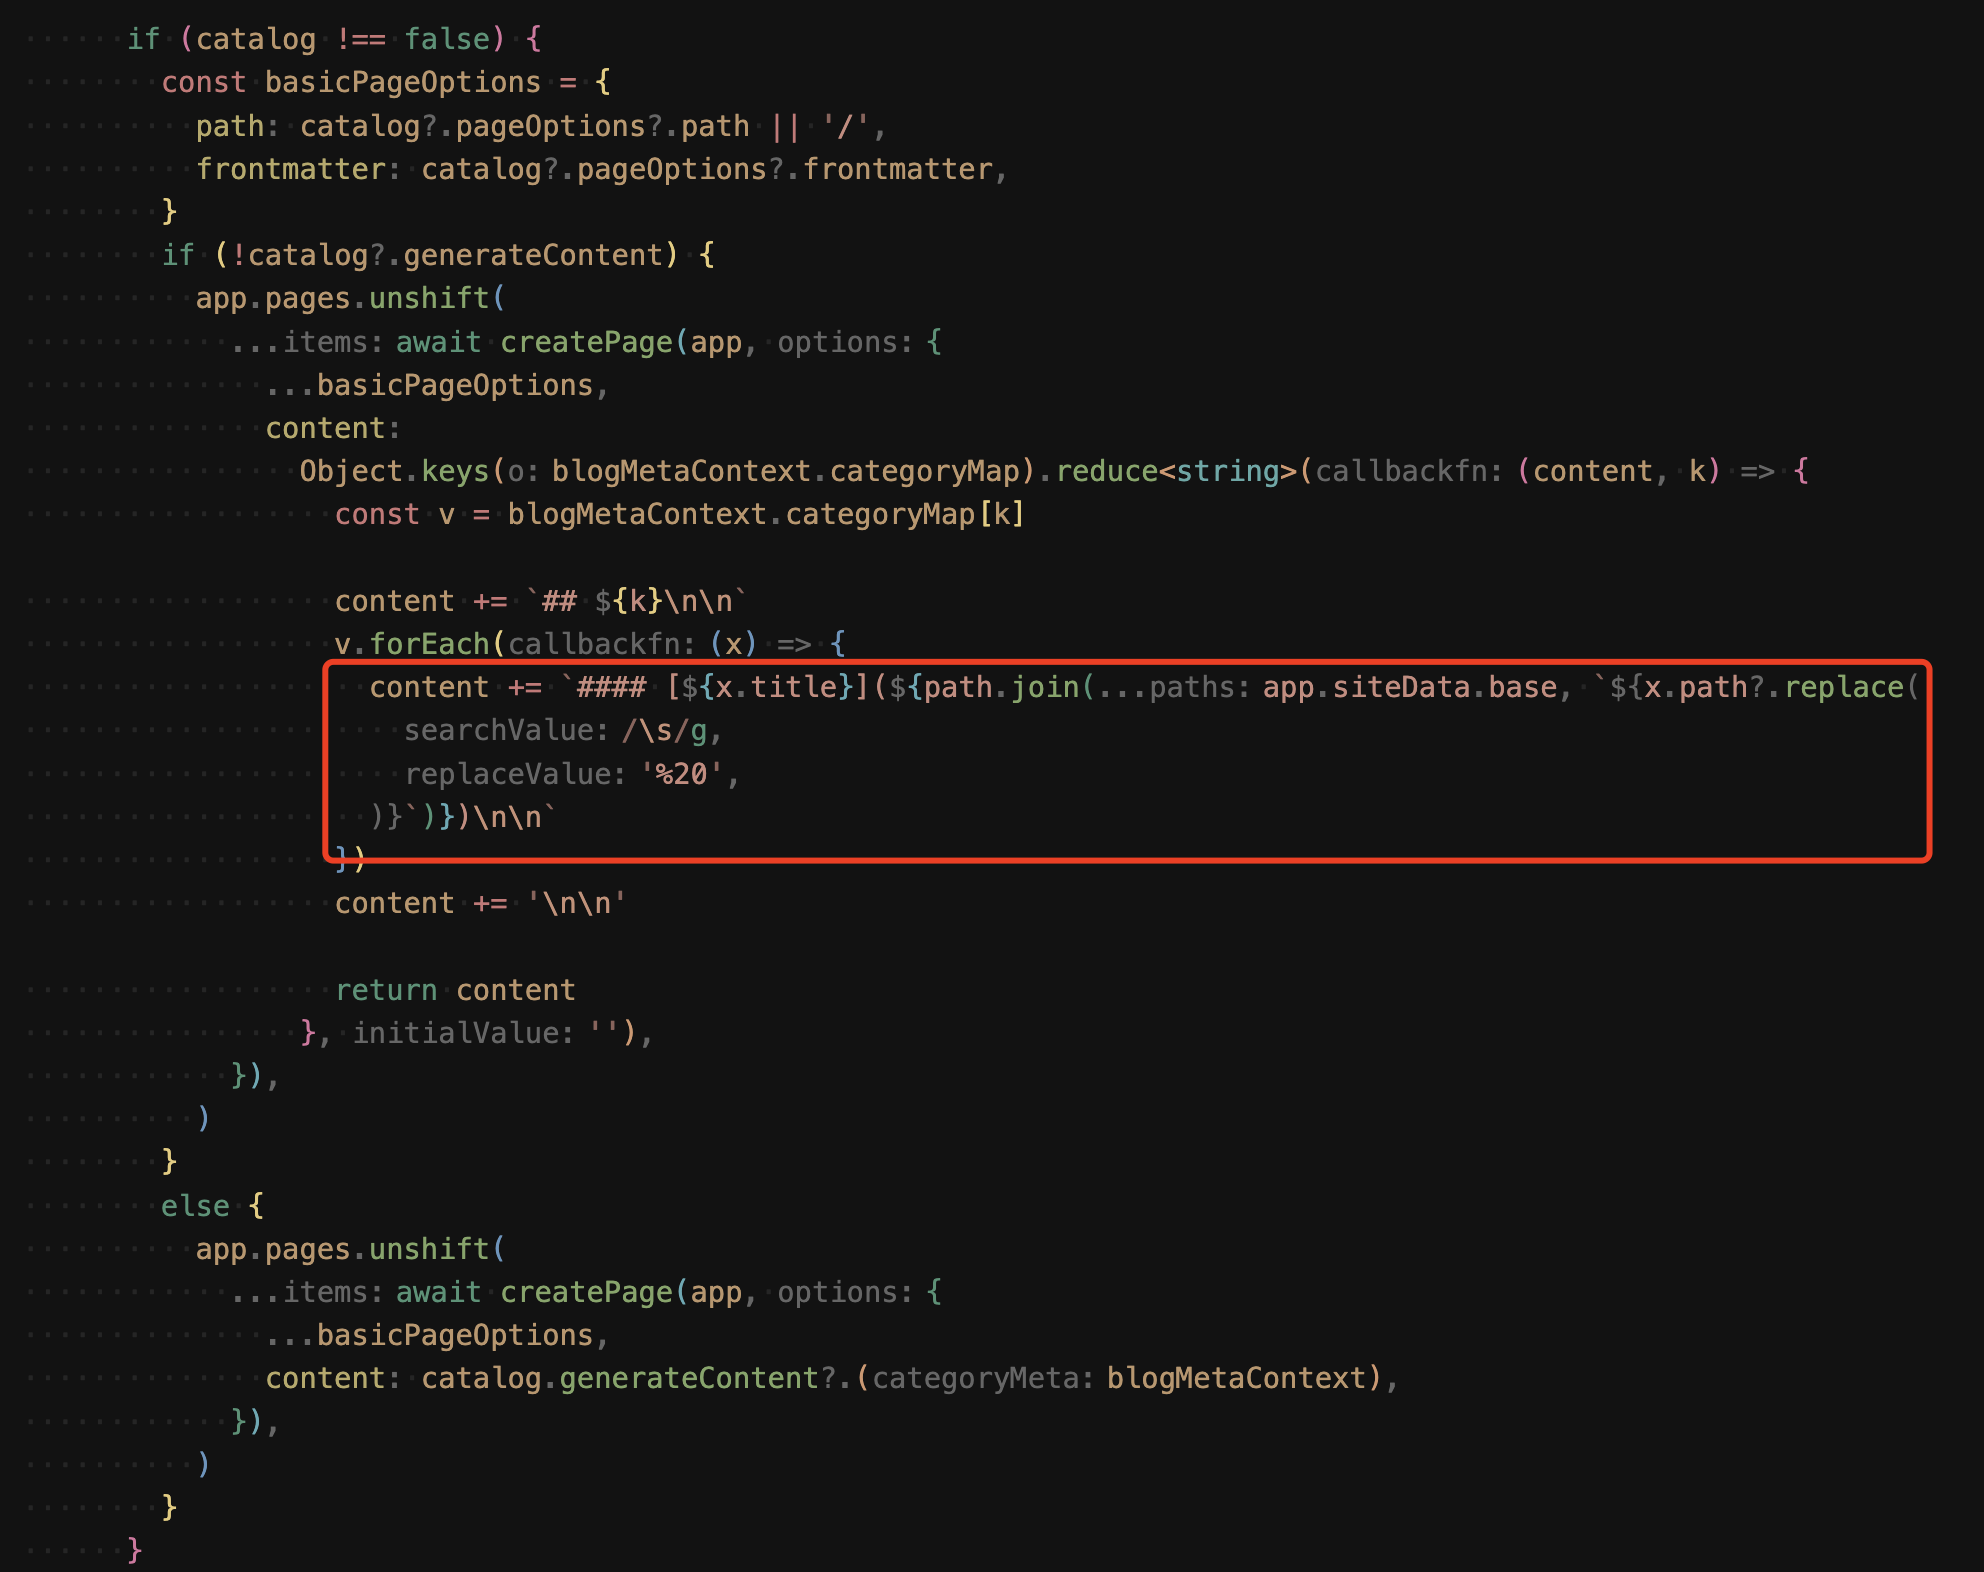 if (catalog !== false) {
const basicPageOptions = {
path: catalog?.pageOptions?.path || '/',
frontmatter: catalog?.pageOptions?.frontmatter,
}
if (!catalog?.generateContent) {
app.pages.unshift(
...items: await createPage(app, options: {
...basicPageOptions,
content:
Object.keys(o: blogMetaContext.categoryMap).reduce<string>(callbackfn: (content, k) => {
const v = blogMetaContext.categoryMap[k]
content += `## ${k}\n\n`
v.forEach(callbackfn: (x) => {
content += `#### [${x.title}](${path.join(...paths: app.siteData.base, `${x.path?.replace(
searchValue: /\s/g,
replaceValue: '%20',
)}`)})\n\n`
})
content += '\n\n'
return content
}, initialValue: ''),
}),
)
}
else {
app.pages.unshift(
...items: await createPage(app, options: {
...basicPageOptions,
content: catalog.generateContent?.(categoryMeta: blogMetaContext),
}),
)
}
}